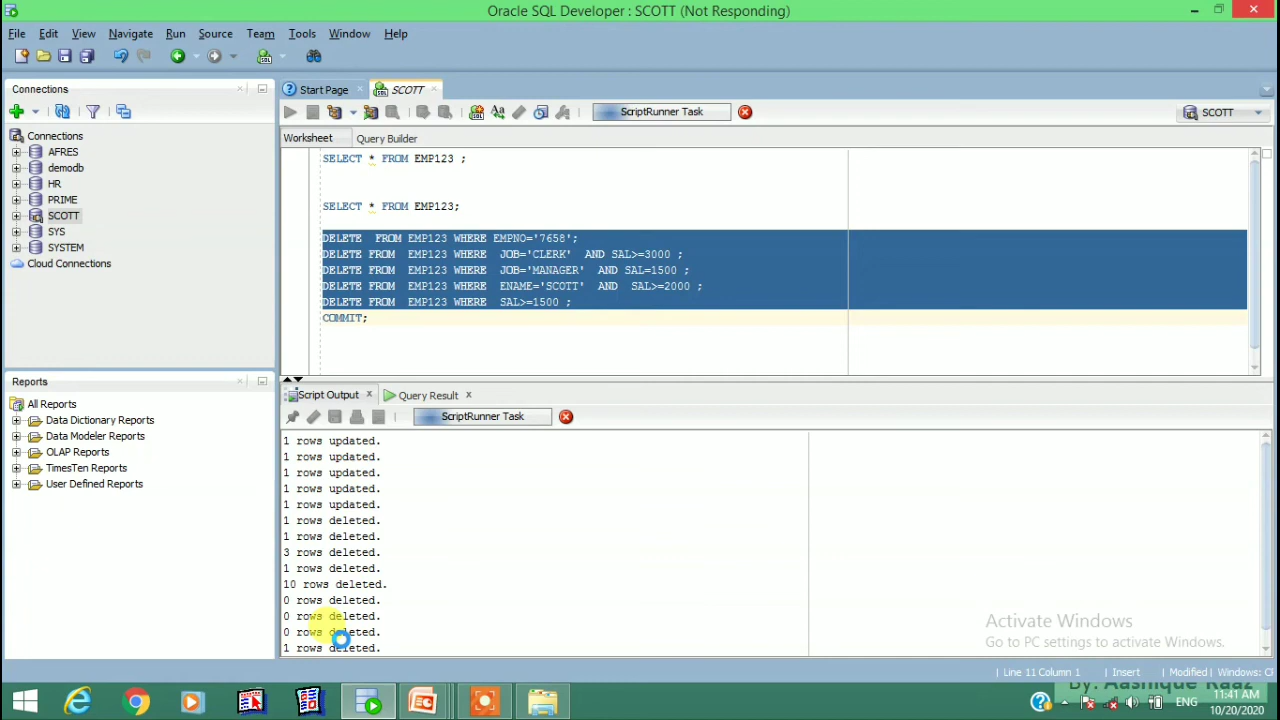 Oracle SQL Developer : SCOTT (Not Responding)
File Edit View Navigate Run Source Team Tools Window Help
Connections
Start Page
SCOTT
ScriptRunner Task
SCOTT
Worksheet
Query Builder
Connections
AFRES
demodb
HR
PRIME
SCOTT
SYS
SYSTEM
Cloud Connections
SELECT * FROM EMP123 ;
SELECT * FROM EMP123;
DELETE  FROM EMP123 WHERE EMPNO='7658';
DELETE FROM  EMP123 WHERE  JOB='CLERK'  AND SAL>=3000 ;
DELETE FROM  EMP123 WHERE  JOB='MANAGER'  AND SAL=1500 ;
DELETE FROM  EMP123 WHERE  ENAME='SCOTT'  AND  SAL>=2000 ;
DELETE FROM  EMP123 WHERE  SAL>=1500 ;
COMMIT;
Reports
All Reports
Data Dictionary Reports
Data Modeler Reports
OLAP Reports
TimesTen Reports
User Defined Reports
Script Output
Query Result
ScriptRunner Task
1 rows updated.
1 rows updated.
1 rows updated.
1 rows updated.
1 rows updated.
1 rows deleted.
1 rows deleted.
3 rows deleted.
1 rows deleted.
10 rows deleted.
0 rows deleted.
0 rows deleted.
0 rows deleted.
1 rows deleted.
Activate Windows
Go to PC settings to activate Windows.
Line 11 Column 1
Insert
Modified
Windows: C
By: Aashique
ENG
11:41 AM
10/20/2020